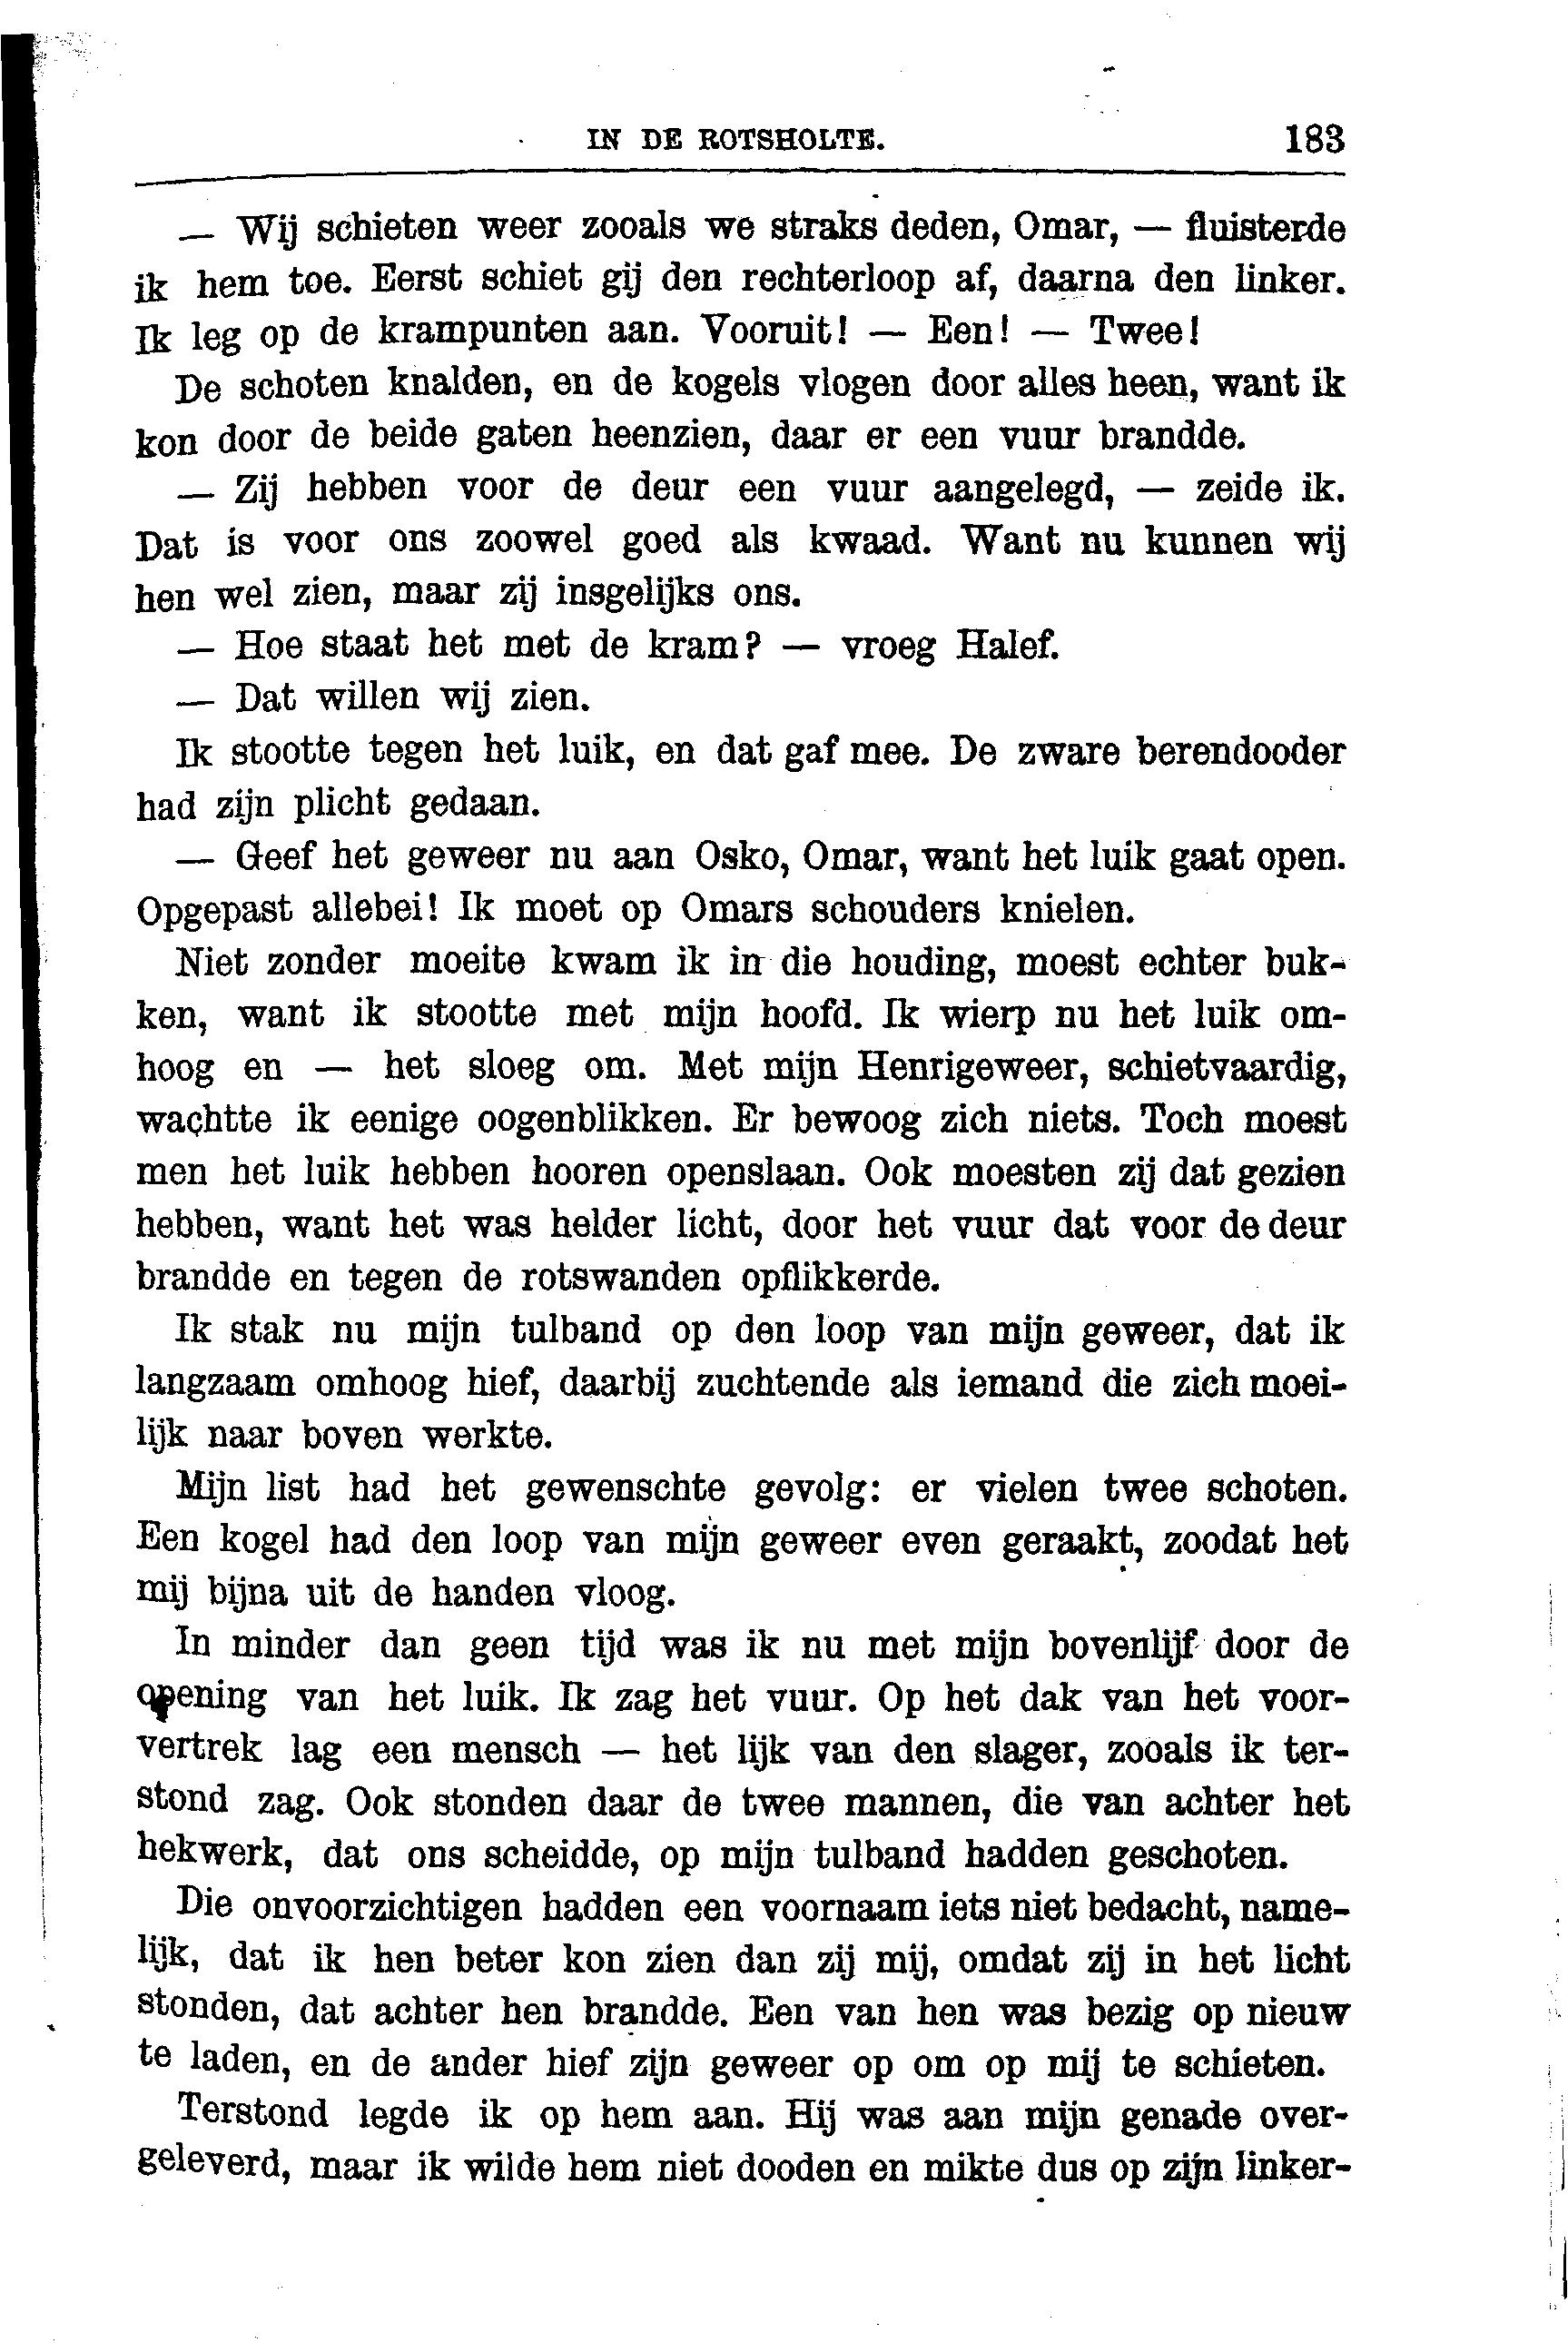 IN DE ROTSHOLTE. 183
— Wij schieten weer zooals we straks deden, Omar, — fluisterde
ik hem toe. Eerst schiet gij den rechterloop af, daarna den linker.
Ik leg op de krampunten aan. Vooruit! — Een! — Twee!
De schoten knalden, en de kogels vlogen door alles heen, want ik
kon door de beide gaten heenzien, daar er een vuur brandde.
— Zij hebben voor de deur een vuur aangelegd, — zeide ik.
Dat is voor ons zoowel goed als kwaad. Want nu kunnen wij
hen wel zien, maar zij insgelijks ons.
— Hoe staat het met de kram? — vroeg Halef.
— Dat willen wij zien.
Ik stootte tegen het luik, en dat gaf mee. De zware berendooder
had zijn plicht gedaan.
— Geef het geweer nu aan Osko, Omar, want het luik gaat open.
Opgepast allebei! Ik moet op Omars schouders knielen.
Niet zonder moeite kwam ik in die houding, moest echter buk-
ken, want ik stootte met mijn hoofd. Ik wierp nu het luik om-
hoog en — het sloeg om. Met mijn Henrigeweer, schietvaardig,
wachtte ik eenige oogenblikken. Er bewoog zich niets. Toch moest
men het luik hebben hooren openslaan. Ook moesten zij dat gezien
hebben, want het was helder licht, door het vuur dat voor de deur
brandde en tegen de rotswanden opflikkerde.
Ik stak nu mijn tulband op den loop van mijn geweer, dat ik
langzaam omhoog hief, daarbij zuchtende als iemand die zich moei-
lijk naar boven werkte.
Mijn list had het gewenschte gevolg: er vielen twee schoten.
Een kogel had den loop van mijn geweer even geraakt, zoodat het
mij bijna uit de handen vloog.
In minder dan geen tijd was ik nu met mijn bovenlijf door de
opening van het luik. Ik zag het vuur. Op het dak van het voor-
vertrek lag een mensch — het lijk van den slager, zooals ik ter-
stond zag. Ook stonden daar de twee mannen, die van achter het
hekwerk, dat ons scheidde, op mijn tulband hadden geschoten.
Die onvoorzichtigen hadden een voornaam iets niet bedacht, name-
lijk, dat ik hen beter kon zien dan zij mij, omdat zij in het licht
stonden, dat achter hen brandde. Een van hen was bezig op nieuw
te laden, en de ander hief zijn geweer op om op mij te schieten.
Terstond legde ik op hem aan. Hij was aan mijn genade over-
geleverd, maar ik wilde hem niet dooden en mikte dus op zijn linker-